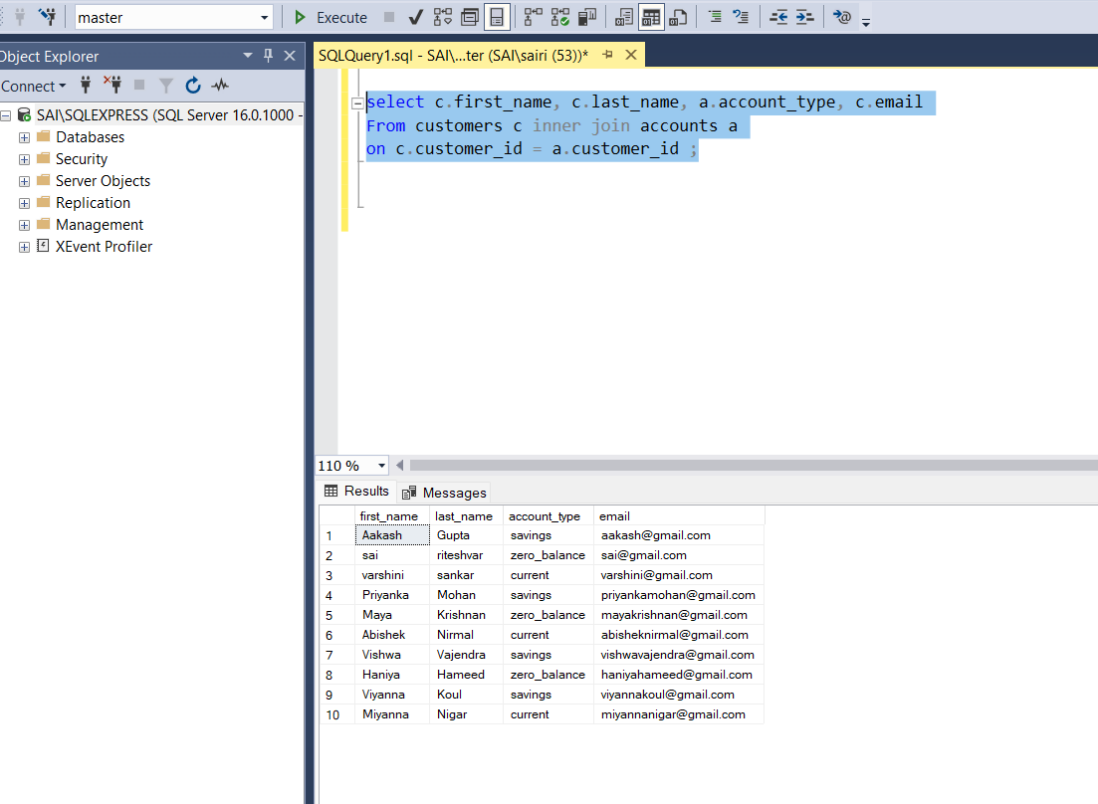 master
Execute
Object Explorer
Connect
SAI\SQLEXPRESS (SQL Server 16.0.1000 -
Databases
Security
Server Objects
Replication
Management
XEvent Profiler
SQLQuery1.sql - SAI\...ter (SAI\sairi (53))*
select c.first_name, c.last_name, a.account_type, c.email
From customers c inner join accounts a
on c.customer_id = a.customer_id ;
110 %
Results Messages
first_name last_name account_type email
1 Aakash Gupta savings aakash@gmail.com
2 sai riteshvar zero_balance sai@gmail.com
3 varshini sankar current varshini@gmail.com
4 Priyanka Mohan savings priyankamohan@gmail.com
5 Maya Krishnan zero_balance mayakrishnan@gmail.com
6 Abishek Nirmal current abisheknirmal@gmail.com
7 Vishwa Vajendra savings vishwavajendra@gmail.com
8 Haniya Hameed zero_balance haniyahameed@gmail.com
9 Viyanna Koul savings viyannakoul@gmail.com
10 Miyanna Nigar current miyannanigar@gmail.com